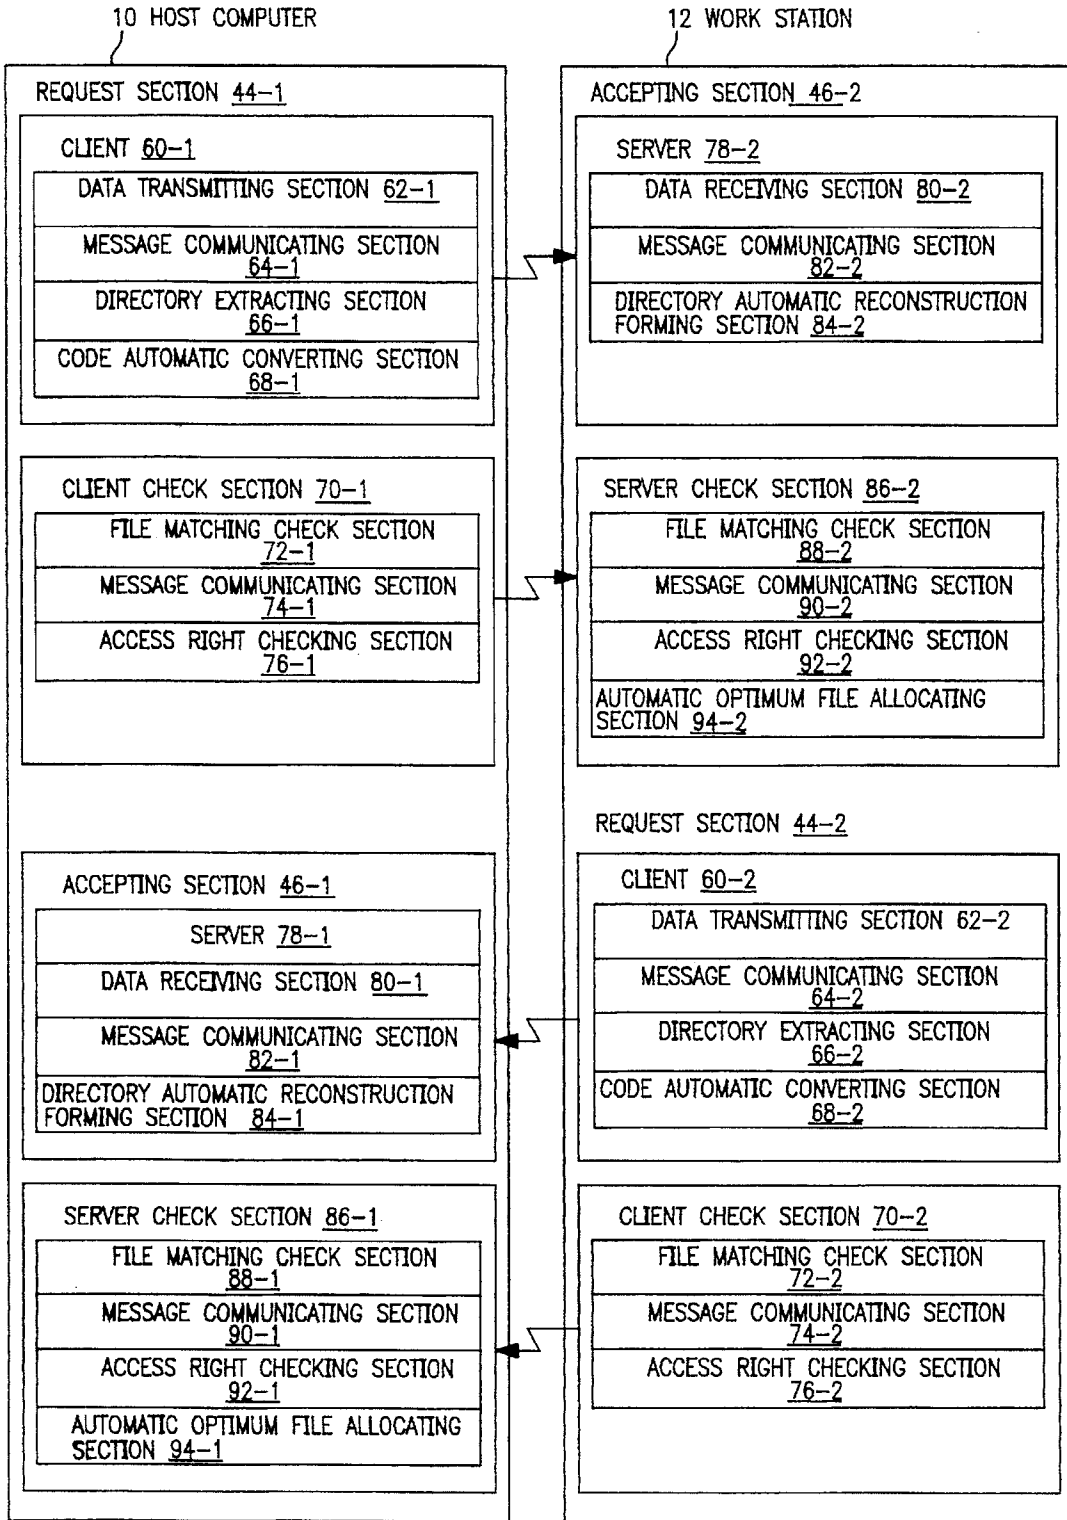 10 HOST COMPUTER
REQUEST SECTION 44-1
CLIENT 60-1
DATA TRANSMITTING SECTION 62-1
MESSAGE COMMUNICATING SECTION
64-1
DIRECTORY EXTRACTING SECTION
66-1
CODE AUTOMATIC CONVERTING SECTION
68-1
CLIENT CHECK SECTION 70-1
FILE MATCHING CHECK SECTION
72-1
MESSAGE COMMUNICATING SECTION
74-1
ACCESS RIGHT CHECKING SECTION
76-1
ACCEPTING SECTION 46-1
SERVER 78-1
DATA RECEIVING SECTION 80-1
MESSAGE COMMUNICATING SECTION
82-1
DIRECTORY AUTOMATIC RECONSTRUCTION
FORMING SECTION 84-1
SERVER CHECK SECTION 86-1
FILE MATCHING CHECK SECTION
88-1
MESSAGE COMMUNICATING SECTION
90-1
ACCESS RIGHT CHECKING SECTION
92-1
AUTOMATIC OPTIMUM FILE ALLOCATING
SECTION 94-1
12 WORK STATION
ACCEPTING SECTION 46-2
SERVER 78-2
DATA RECEIVING SECTION 80-2
MESSAGE COMMUNICATING SECTION
82-2
DIRECTORY AUTOMATIC RECONSTRUCTION
FORMING SECTION 84-2
SERVER CHECK SECTION 86-2
FILE MATCHING CHECK SECTION
88-2
MESSAGE COMMUNICATING SECTION
90-2
ACCESS RIGHT CHECKING SECTION
92-2
AUTOMATIC OPTIMUM FILE ALLOCATING
SECTION 94-2
REQUEST SECTION 44-2
CLIENT 60-2
DATA TRANSMITTING SECTION 62-2
MESSAGE COMMUNICATING SECTION
64-2
DIRECTORY EXTRACTING SECTION
66-2
CODE AUTOMATIC CONVERTING SECTION
68-2
CLIENT CHECK SECTION 70-2
FILE MATCHING CHECK SECTION
72-2
MESSAGE COMMUNICATING SECTION
74-2
ACCESS RIGHT CHECKING SECTION
76-2